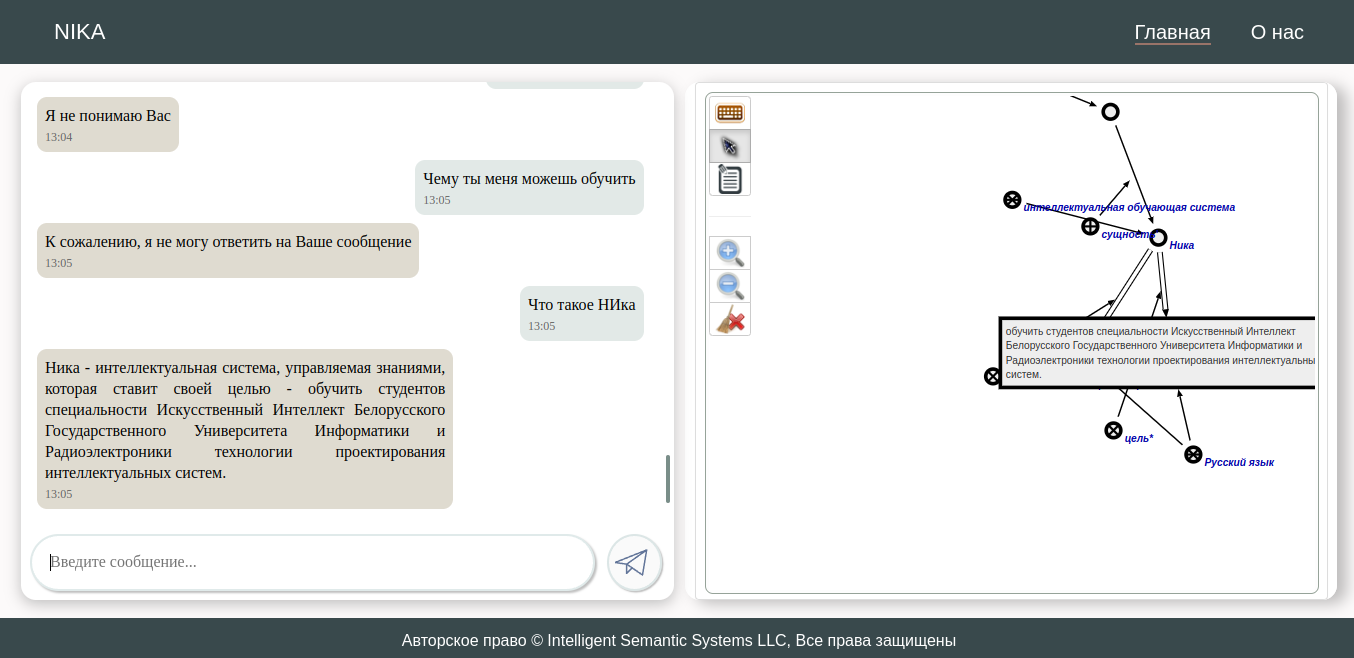 NIKA
Главная
О нас
Я не понимаю Вас
13:04
Чему ты меня можешь обучить
13:05
К сожалению, я не могу ответить на Ваше сообщение
13:05
Что такое НИка
13:05
Ника - интеллектуальная система, управляемая знаниями,
которая ставит своей целью - обучить студентов
специальности Искусственный Интеллект Белорусского
Государственного Университета Информатики и
Радиоэлектроники технологии проектирования
интеллектуальных систем.
13:05
Введите сообщение...
интеллектуальная обучающая система
сущность
Ника
обучить студентов специальности Искусственный Интеллект
Белорусского Государственного Университета Информатики и
Радиоэлектроники технологии проектирования интеллектуальны
систем.
цель*
Русский язык
Авторское право © Intelligent Semantic Systems LLC, Все права защищены